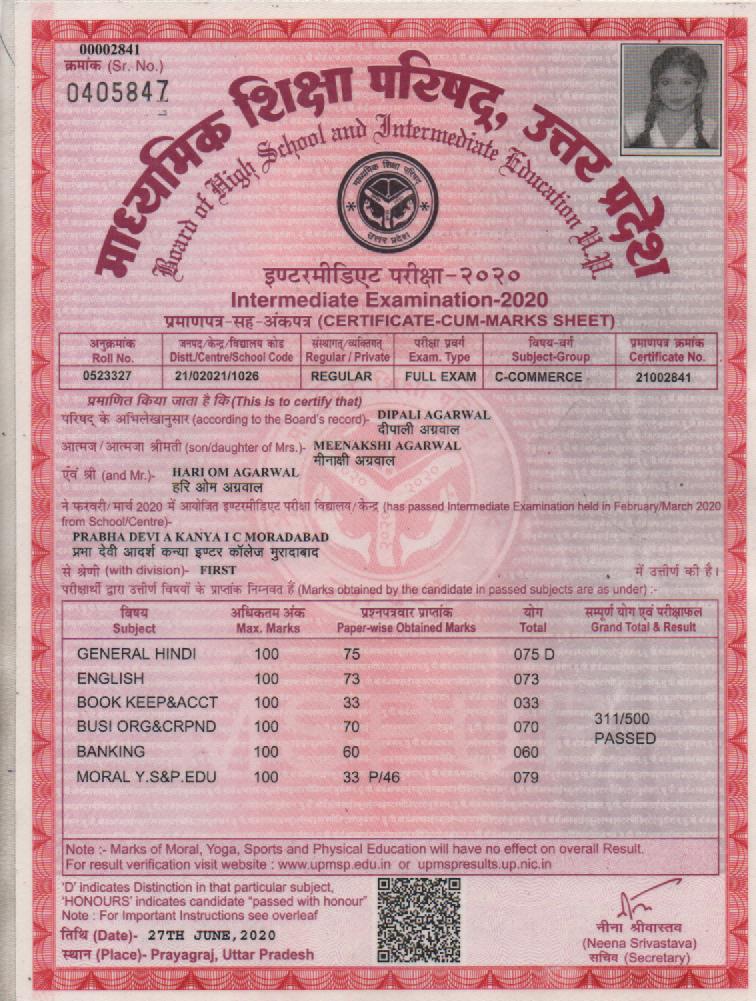 00002841
क्रमांक (Sr. No.)
0405847
माध्यमिक शिक्षा परिषद्, उत्तर प्रदेश
Board of High School and Intermediate Education U.P.
माध्यमिक शिक्षा परिषद्
उत्तर प्रदेश
इण्टरमीडिएट परीक्षा-२०२०
Intermediate Examination-2020
प्रमाणपत्र-सह-अंकपत्र (CERTIFICATE-CUM-MARKS SHEET)
अनुक्रमांक जनपद/केन्द्र/विद्यालय कोड संस्थागत/व्यक्तिगत परीक्षा प्रवर्ग विषय-वर्ग प्रमाणपत्र क्रमांक
Roll No. Distt./Centre/School Code Regular / Private Exam. Type Subject-Group Certificate No.
0523327 21/02021/1026 REGULAR FULL EXAM C-COMMERCE 21002841
प्रमाणित किया जाता है कि (This is to certify that)
परिषद् के अभिलेखानुसार (according to the Board's record)- DIPALI AGARWAL
दीपाली अग्रवाल
आत्मज/आत्मजा श्रीमती (son/daughter of Mrs.)- MEENAKSHI AGARWAL
मीनाक्षी अग्रवाल
एवं श्री (and Mr.)- HARI OM AGARWAL
हरि ओम अग्रवाल
ने फरवरी/मार्च 2020 में आयोजित इण्टरमीडिएट परीक्षा विद्यालय/केन्द्र (has passed Intermediate Examination held in February/March 2020
from School/Centre)-
PRABHA DEVI A KANYA I C MORADABAD
प्रभा देवी आदर्श कन्या इण्टर कॉलेज मुरादाबाद
से श्रेणी (with division)- FIRST में उत्तीर्ण की है।
परीक्षार्थी द्वारा उत्तीर्ण विषयों के प्राप्तांक निम्नवत हैं (Marks obtained by the candidate in passed subjects are as under) :-
विषय अधिकतम अंक प्रश्नपत्रवार प्राप्तांक योग सम्पूर्ण योग एवं परीक्षाफल
Subject Max. Marks Paper-wise Obtained Marks Total Grand Total & Result
GENERAL HINDI 100 75 075 D
ENGLISH 100 73 073
BOOK KEEP&ACCT 100 33 033
BUSI ORG&CRPND 100 70 070 311/500
BANKING 100 60 060 PASSED
MORAL Y.S&P.EDU 100 33 P/46 079
Note :- Marks of Moral, Yoga, Sports and Physical Education will have no effect on overall Result.
For result verification visit website : www.upmsp.edu.in or upmspresults.up.nic.in
'D' indicates Distinction in that particular subject,
'HONOURS' indicates candidate "passed with honour"
Note : For Important Instructions see overleaf
तिथि (Date)- 27TH JUNE,2020
स्थान (Place)- Prayagraj, Uttar Pradesh
नीना श्रीवास्तव
(Neena Srivastava)
सचिव (Secretary)